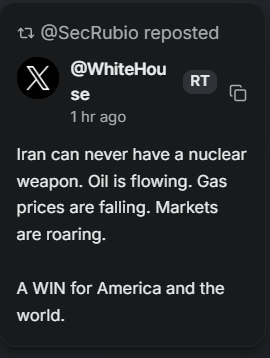 @SecRubio reposted
@WhiteHou
se
RT
1 hr ago
Iran can never have a nuclear
weapon. Oil is flowing. Gas
prices are falling. Markets
are roaring.
A WIN for America and the
world.